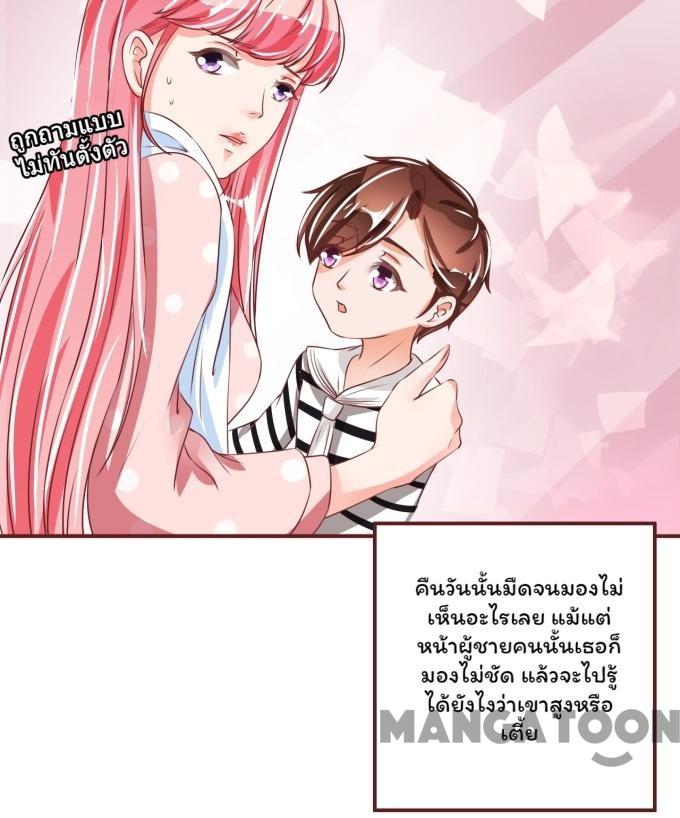 ถูกถามแบบ
ไม่ทันตั้งตัว
คืนวันนั้นมืดจนมองไม่
เห็นอะไรเลย แม้แต่
หน้าผู้ชายคนนั้นเธอก็
มองไม่ชัด แล้วจะไปรู้
ได้ยังไงว่าเขาสูงหรือ
เตี้ย
MANGATOON